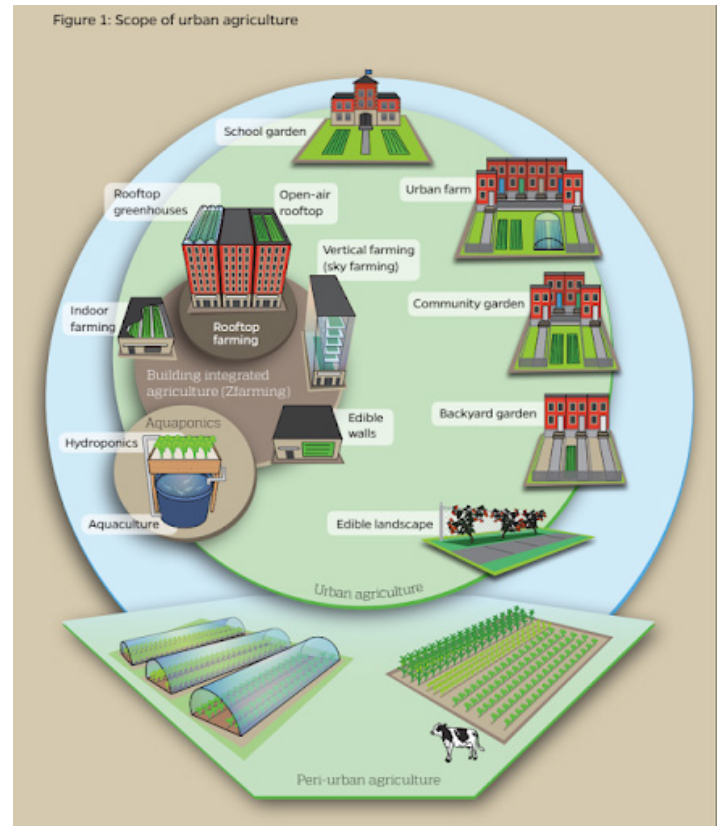 Figure 1: Scope of urban agriculture
School garden
Rooftop
greenhouses
Open-air
rooftop
Urban farm
Vertical farming
(sky farming)
Indoor
farming
Rooftop
farming
Community garden
Building integrated
agriculture (Zfarming)
Aquaponics
Edible
walls
Backyard garden
Hydroponics
Aquaculture
Edible landscape
Urban agriculture
Peri-urban agriculture